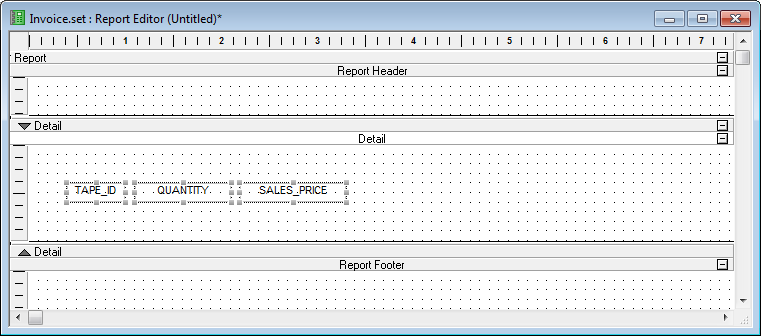 Invoice.set : Report Editor (Untitled)*
1 2 3 4 5 6 7
Report
Report Header
Detail
Detail
TAPE_ID QUANTITY SALES_PRICE
Detail
Report Footer